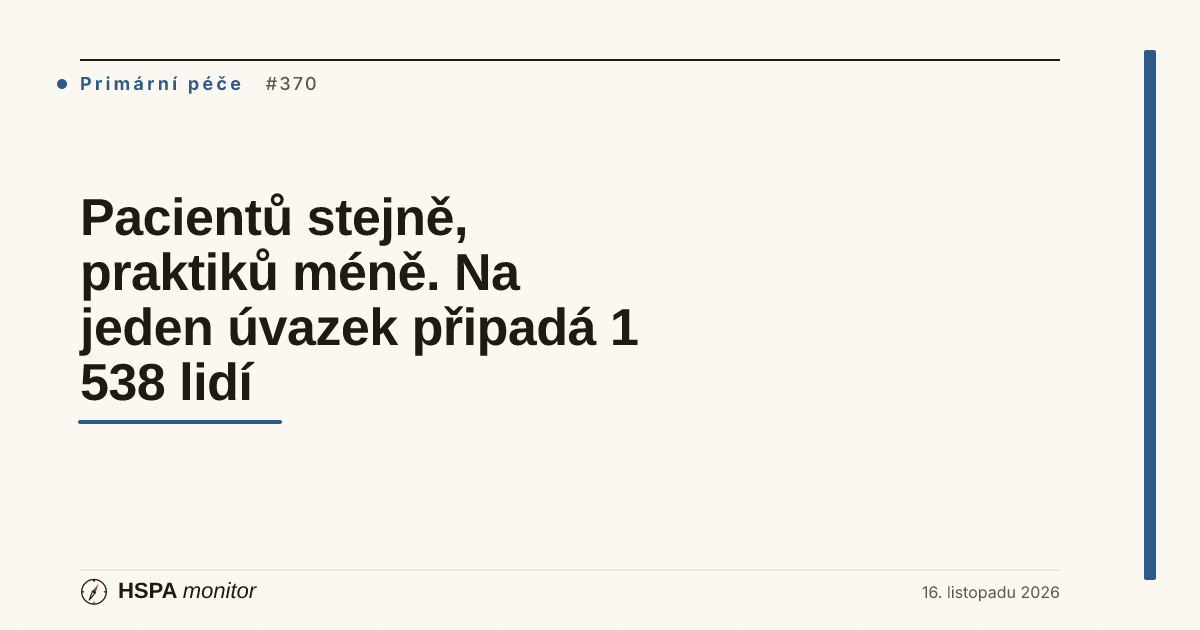 Primární péče #370
Pacientů stejně,
praktiků méně. Na
jeden úvazek připadá 1
538 lidí
HSPA monitor
16. listopadu 2026